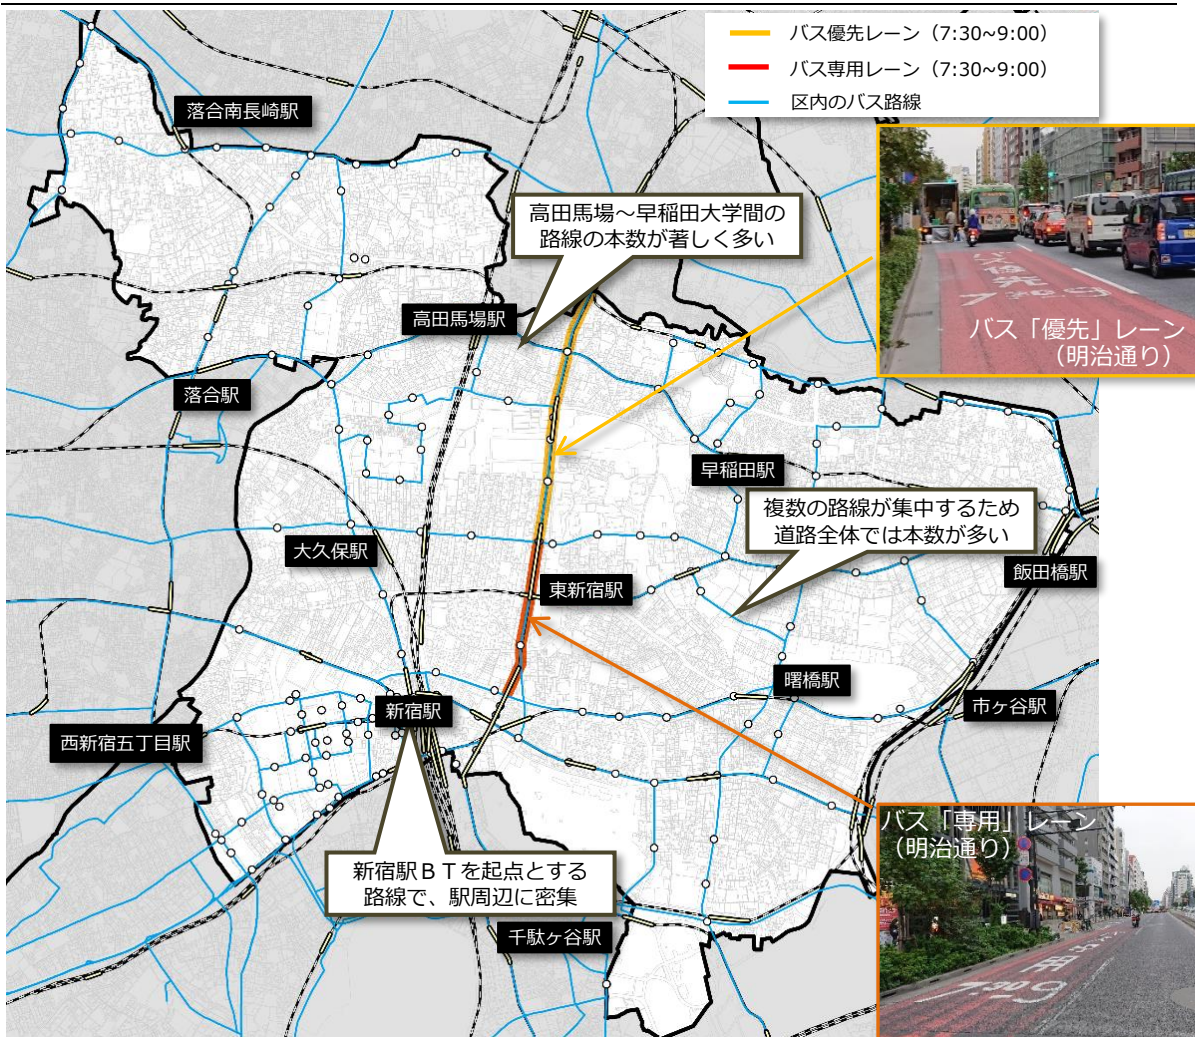 バス優先レーン（7:30~9:00）
バス専用レーン（7:30~9:00）
区内のバス路線
落合南長崎駅
高田馬場～早稲田大学間の
路線の本数が著しく多い
バス「優先」レーン
（明治通り）
高田馬場駅
落合駅
早稲田駅
複数の路線が集中するため
道路全体では本数が多い
大久保駅
飯田橋駅
東新宿駅
曙橋駅
市ヶ谷駅
新宿駅
西新宿五丁目駅
バス「専用」レーン
（明治通り）
新宿駅ＢＴを起点とする
路線で、駅周辺に密集
千駄ヶ谷駅
7:30-9